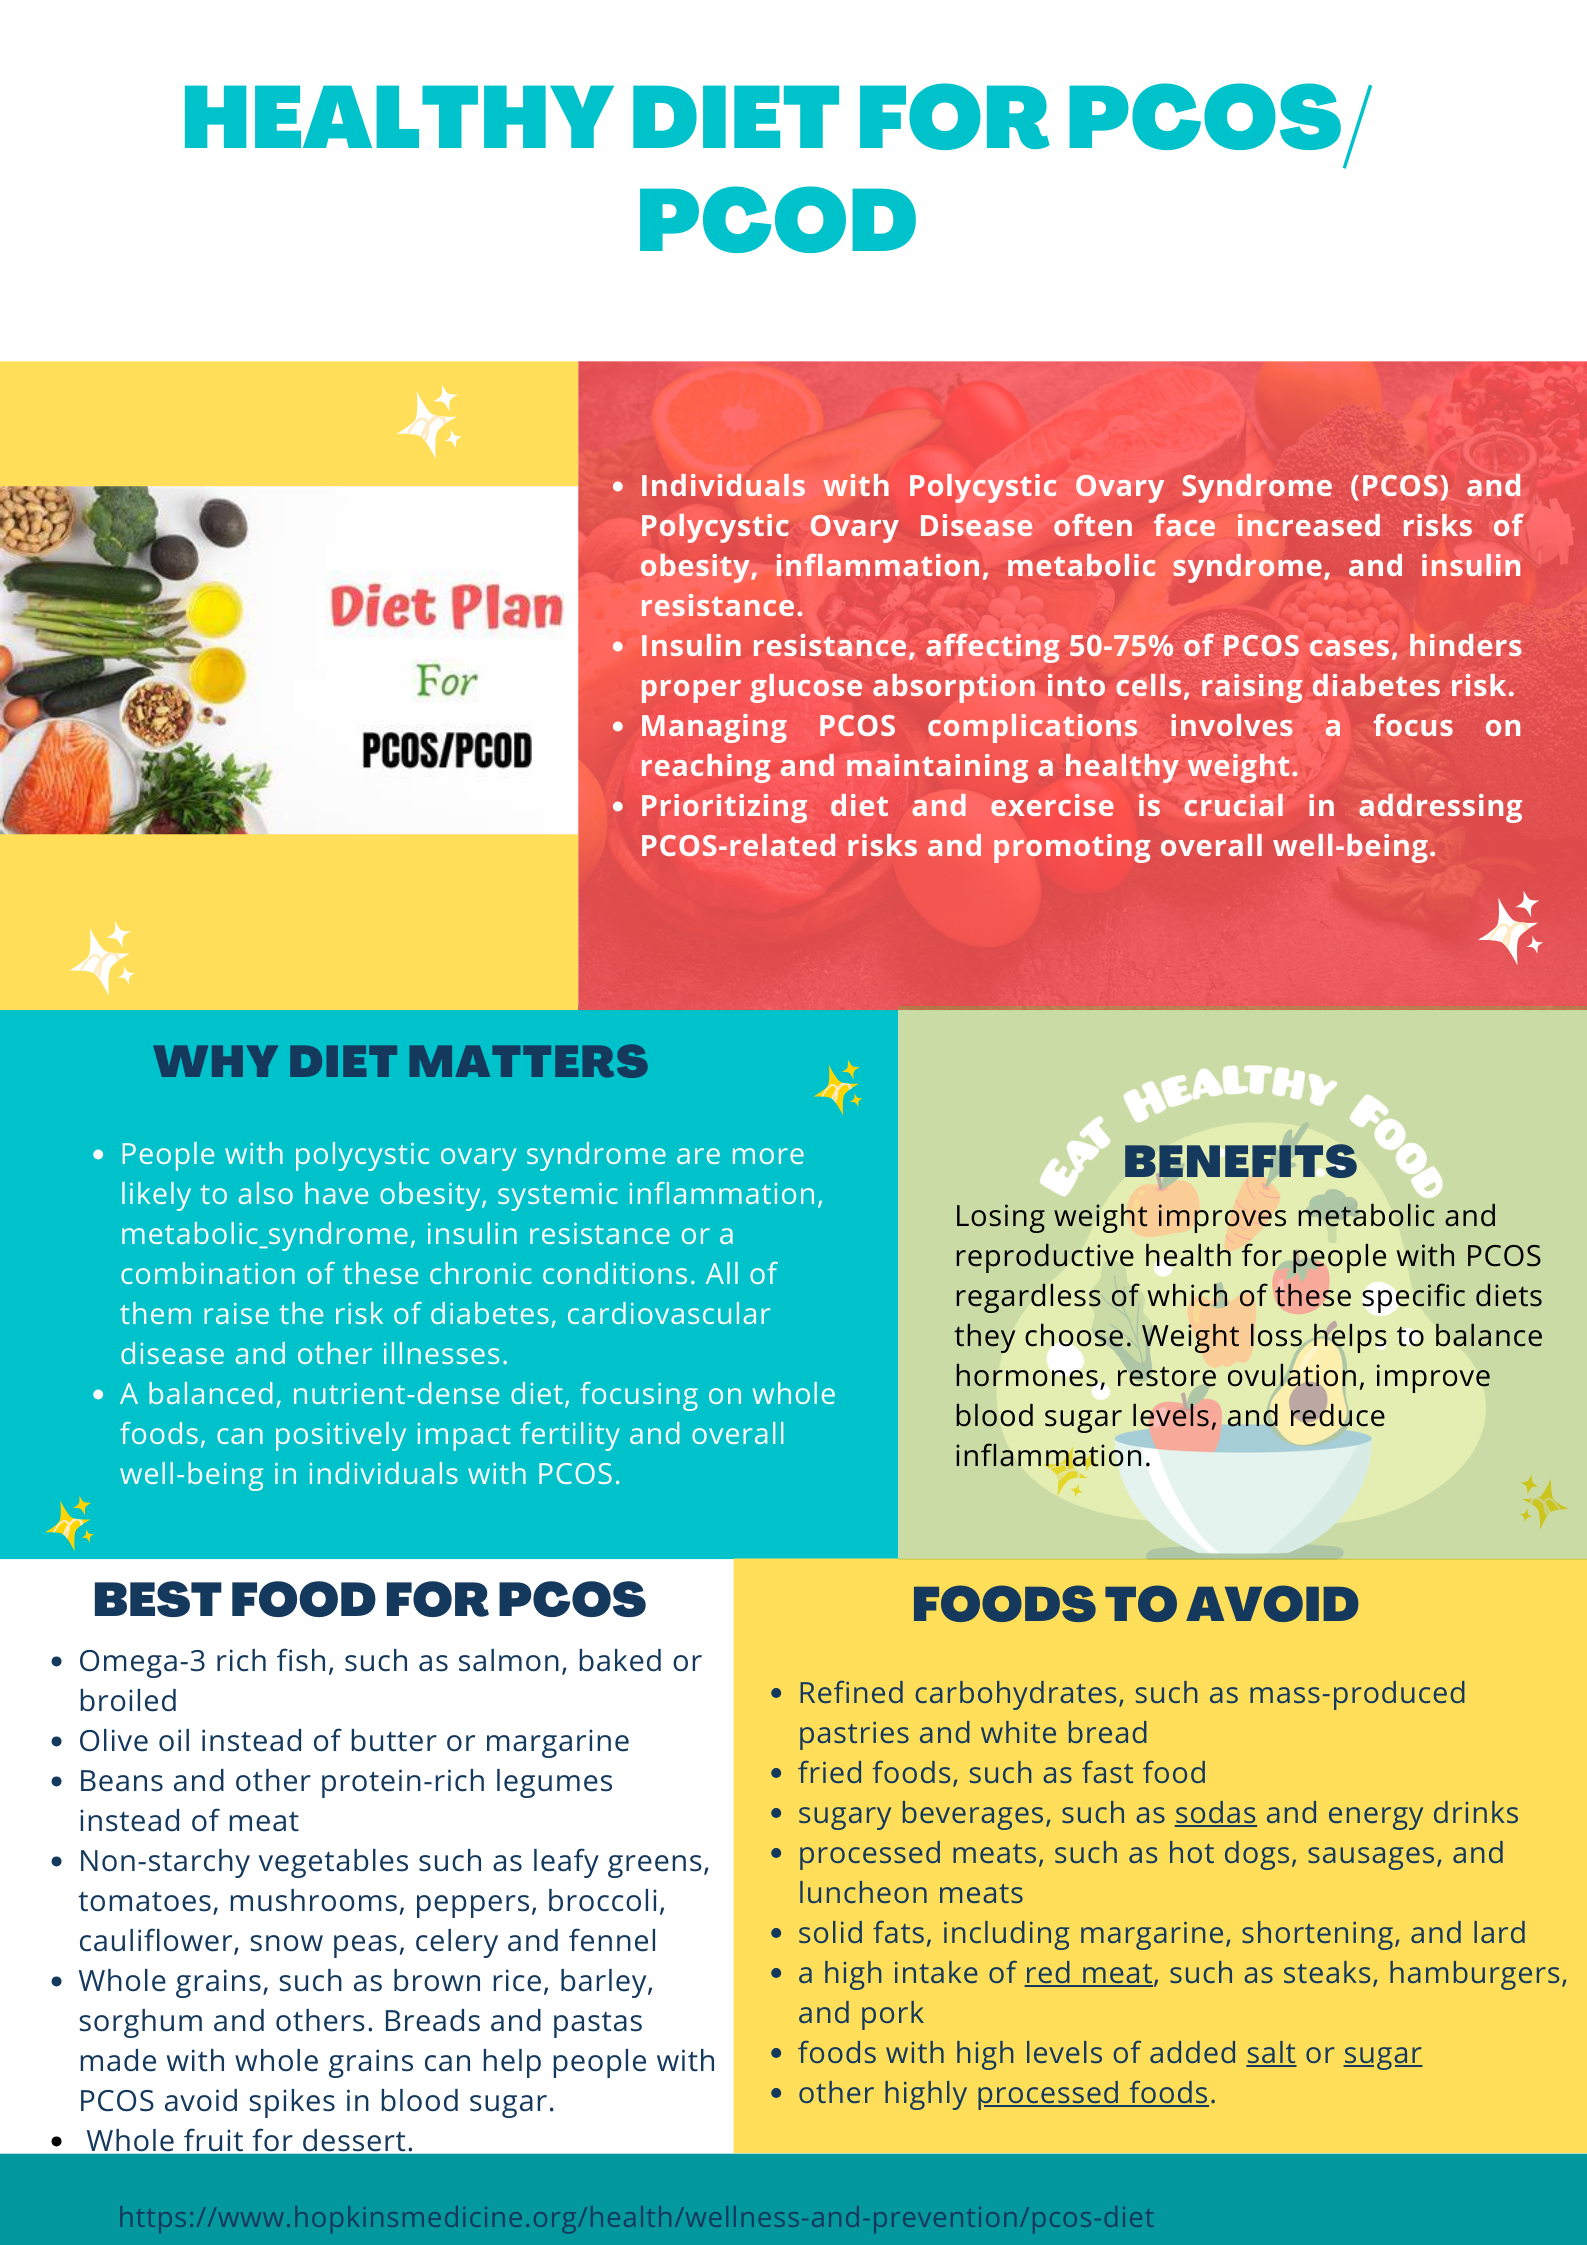 HEALTHY DIET FOR PCOS/
PCOD
Diet Plan
For
PCOS/PCOD
• Individuals with Polycystic Ovary Syndrome (PCOS) and
Polycystic Ovary Disease often face increased risks of
obesity, inflammation, metabolic syndrome, and insulin
resistance.
• Insulin resistance, affecting 50-75% of PCOS cases, hinders
proper glucose absorption into cells, raising diabetes risk.
• Managing PCOS complications involves a focus on
reaching and maintaining a healthy weight.
• Prioritizing diet and exercise is crucial in addressing
PCOS-related risks and promoting overall well-being.
WHY DIET MATTERS
• People with polycystic ovary syndrome are more
likely to also have obesity, systemic inflammation,
metabolic_syndrome, insulin resistance or a
combination of these chronic conditions. All of
them raise the risk of diabetes, cardiovascular
disease and other illnesses.
• A balanced, nutrient-dense diet, focusing on whole
foods, can positively impact fertility and overall
well-being in individuals with PCOS.
EAT HEALTHY FOOD
BENEFITS
Losing weight improves metabolic and
reproductive health for people with PCOS
regardless of which of these specific diets
they choose. Weight loss helps to balance
hormones, restore ovulation, improve
blood sugar levels, and reduce
inflammation.
BEST FOOD FOR PCOS
• Omega-3 rich fish, such as salmon, baked or
broiled
• Olive oil instead of butter or margarine
• Beans and other protein-rich legumes
instead of meat
• Non-starchy vegetables such as leafy greens,
tomatoes, mushrooms, peppers, broccoli,
cauliflower, snow peas, celery and fennel
• Whole grains, such as brown rice, barley,
sorghum and others. Breads and pastas
made with whole grains can help people with
PCOS avoid spikes in blood sugar.
• Whole fruit for dessert.
FOODS TO AVOID
• Refined carbohydrates, such as mass-produced
pastries and white bread
• fried foods, such as fast food
• sugary beverages, such as sodas and energy drinks
• processed meats, such as hot dogs, sausages, and
luncheon meats
• solid fats, including margarine, shortening, and lard
• a high intake of red meat, such as steaks, hamburgers,
and pork
• foods with high levels of added salt or sugar
• other highly processed foods.
https://www.hopkinsmedicine.org/health/wellness-and-prevention/pcos-diet